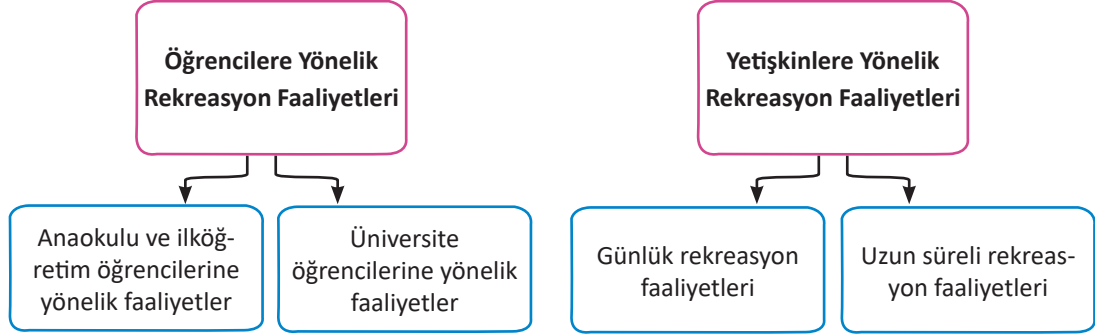 Öğrencilere Yönelik
Rekreasyon Faaliyetleri
Anaokulu ve ilköğ-
retim öğrencilerine
yönelik faaliyetler
Üniversite
öğrencilerine yönelik
faaliyetler
Yetişkinlere Yönelik
Rekreasyon Faaliyetleri
Günlük rekreasyon
faaliyetleri
Uzun süreli rekreas-
yon faaliyetleri